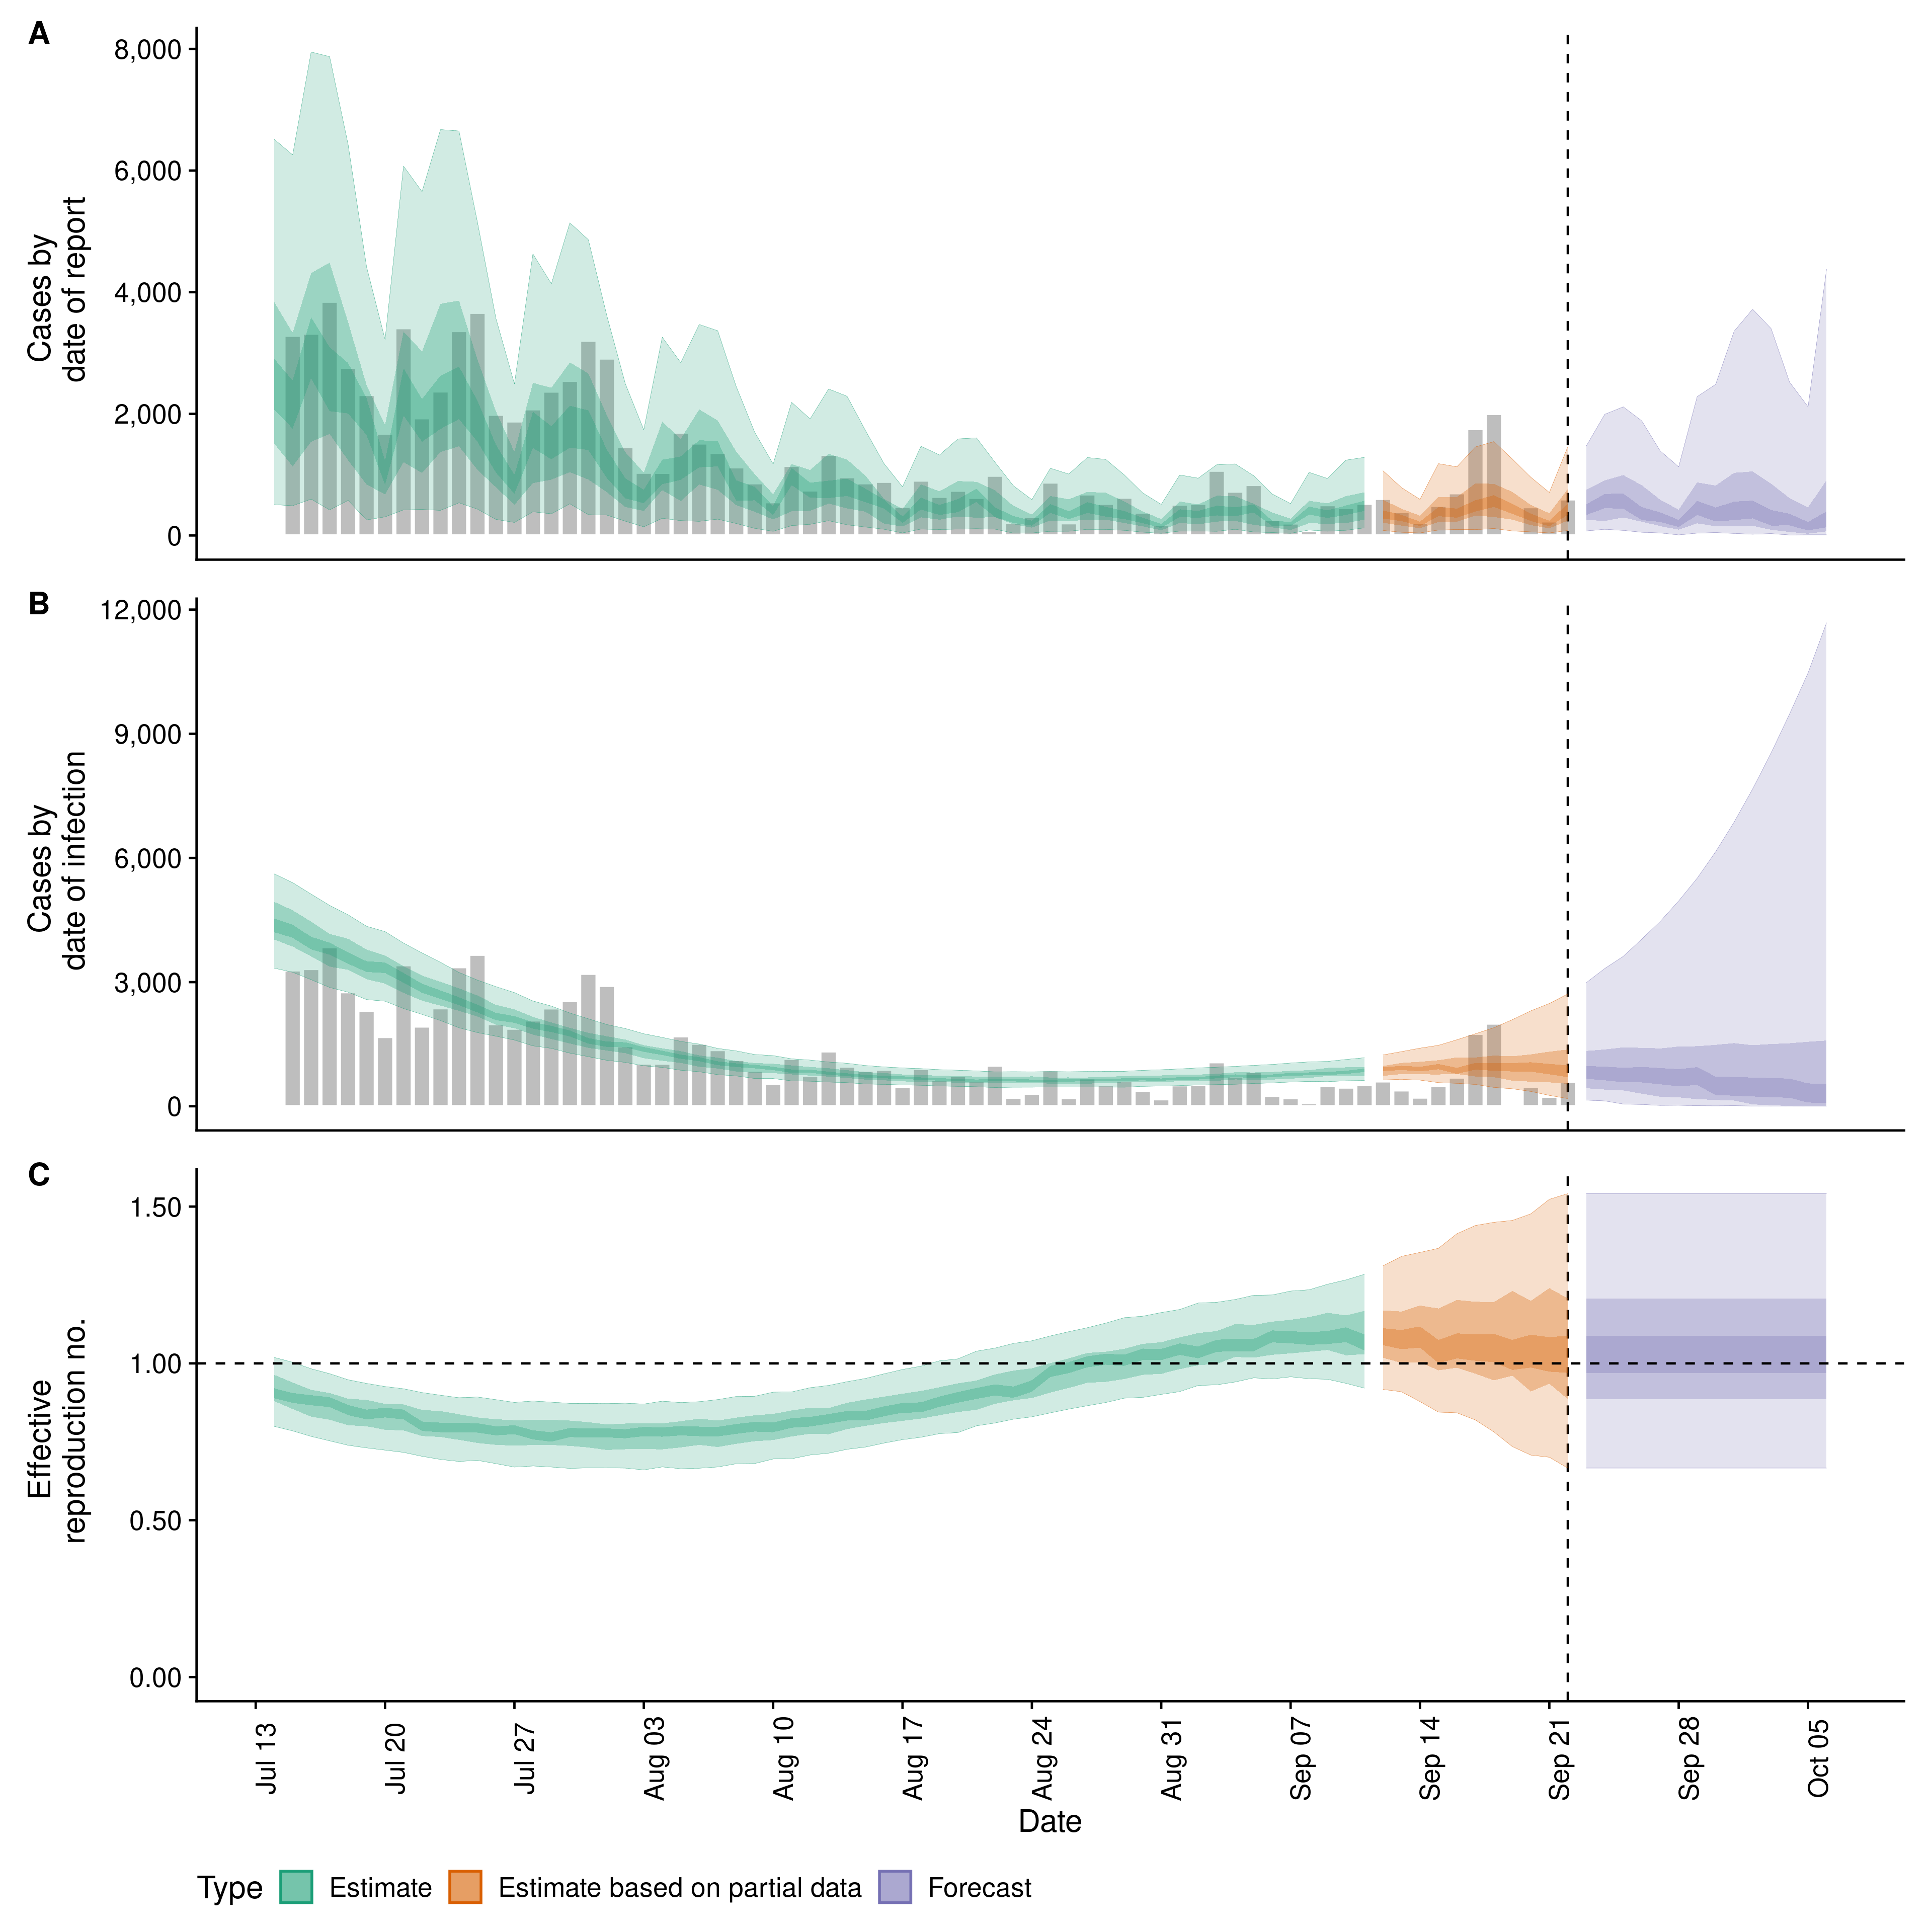 A
8,000
6,000
4,000
2,000
0
Cases by
date of report
B
12,000
9,000
6,000
3,000
0
Cases by
date of infection
C
1.50
1.00
0.50
0.00
Effective
reproduction no.
Jul 13
Jul 20
Jul 27
Aug 03
Aug 10
Aug 17
Aug 24
Aug 31
Sep 07
Sep 14
Sep 21
Sep 28
Oct 05
Date
Type Estimate Estimate based on partial data Forecast